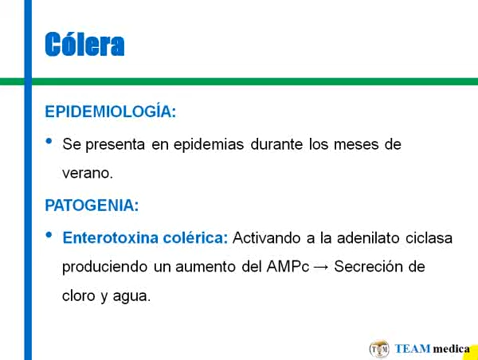 Cólera
EPIDEMIOLOGÍA:
• Se presenta en epidemias durante los meses de
verano.
PATOGENIA:
• Enterotoxina colérica: Activando a la adenilato ciclasa
produciendo un aumento del AMPc → Secreción de
cloro y agua.
TEAM medica